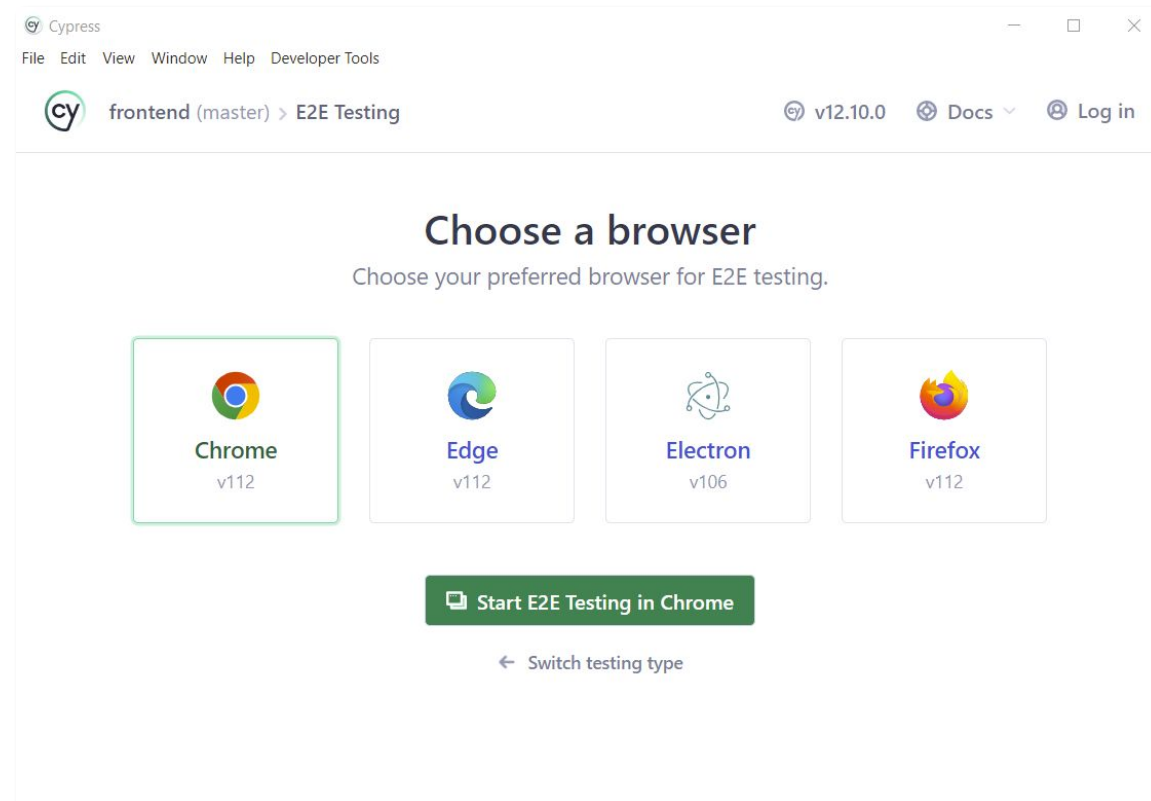 Cypress
File Edit View Window Help Developer Tools
cy frontend (master) > E2E Testing cy v12.10.0 Docs Log in
Choose a browser
Choose your preferred browser for E2E testing.
Chrome Edge Electron Firefox
v112 v112 v106 v112
Start E2E Testing in Chrome
← Switch testing type